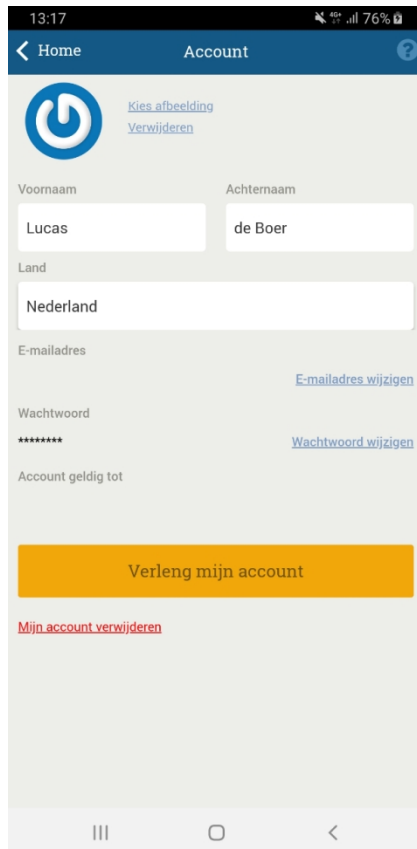 13:17 4G+ 76%
Home Account ?
Kies afbeelding
Verwijderen
Voornaam Achternaam
Lucas de Boer
Land
Nederland
E-mailadres
E-mailadres wijzigen
Wachtwoord
******** Wachtwoord wijzigen
Account geldig tot
Verleng mijn account
Mijn account verwijderen